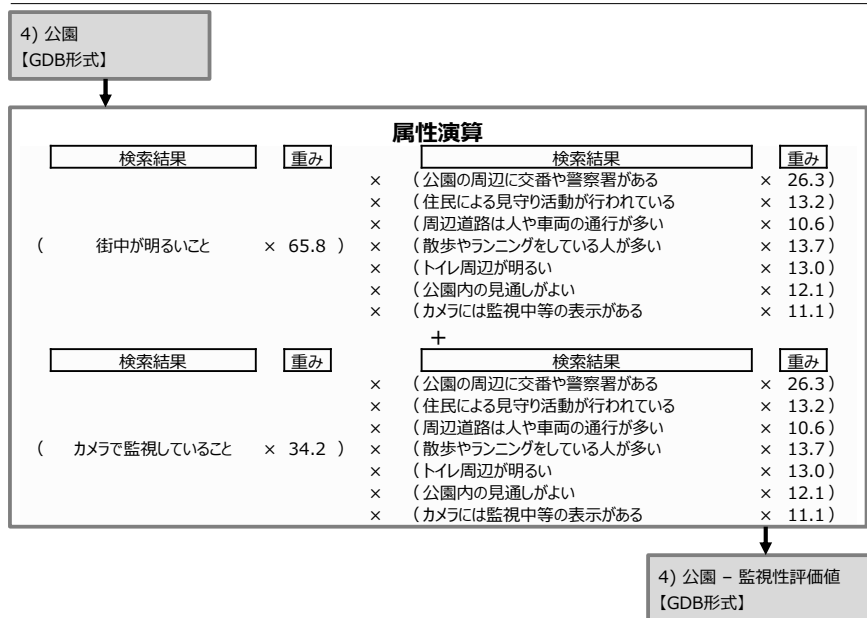 4) 公園
【GDB形式】
属性演算
検索結果 重み 検索結果 重み
× （公園の周辺に交番や警察署がある × 26.3）
× （住民による見守り活動が行われている × 13.2）
× （周辺道路は人や車両の通行が多い × 10.6）
（ 街中が明るいこと × 65.8 ） × （散歩やランニングをしている人が多い × 13.7）
× （トイレ周辺が明るい × 13.0）
× （公園内の見通しがよい × 12.1）
× （カメラには監視中等の表示がある × 11.1）
＋
検索結果 重み 検索結果 重み
× （公園の周辺に交番や警察署がある × 26.3）
× （住民による見守り活動が行われている × 13.2）
× （周辺道路は人や車両の通行が多い × 10.6）
（ カメラで監視していること × 34.2 ） × （散歩やランニングをしている人が多い × 13.7）
× （トイレ周辺が明るい × 13.0）
× （公園内の見通しがよい × 12.1）
× （カメラには監視中等の表示がある × 11.1）
4) 公園 – 監視性評価値
【GDB形式】